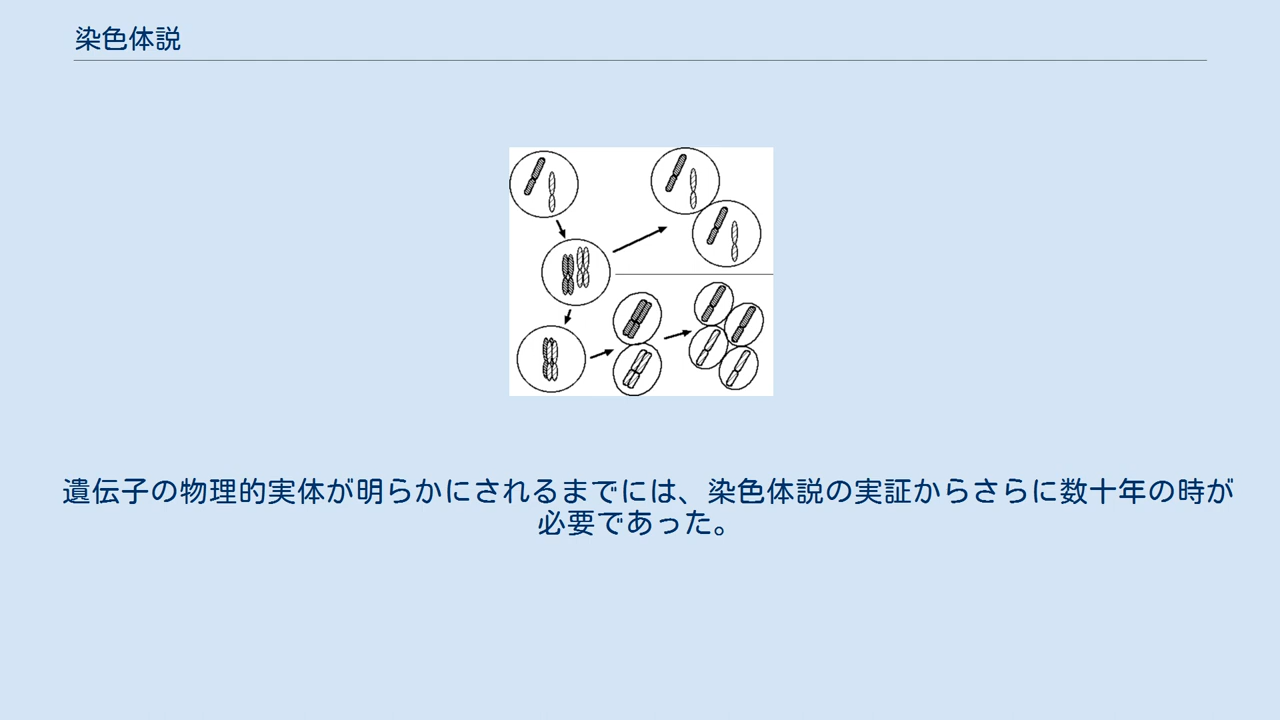 染色体説
遺伝子の物理的実体が明らかにされるまでには、染色体説の実証からさらに数十年の時が
必要であった。